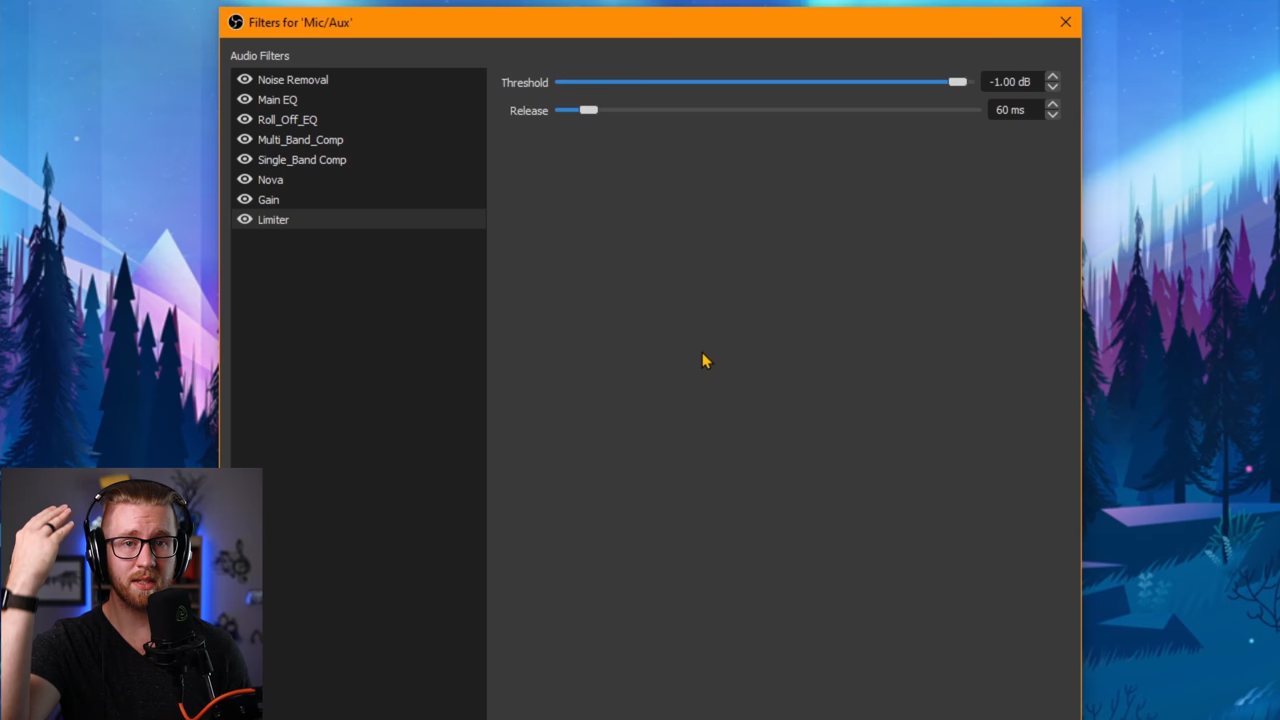 Filters for 'Mic/Aux'
Audio Filters
Noise Removal
Main EQ
Roll_Off_EQ
Multi_Band_Comp
Single_Band Comp
Nova
Gain
Limiter
Threshold -1.00 dB
Release 60 ms